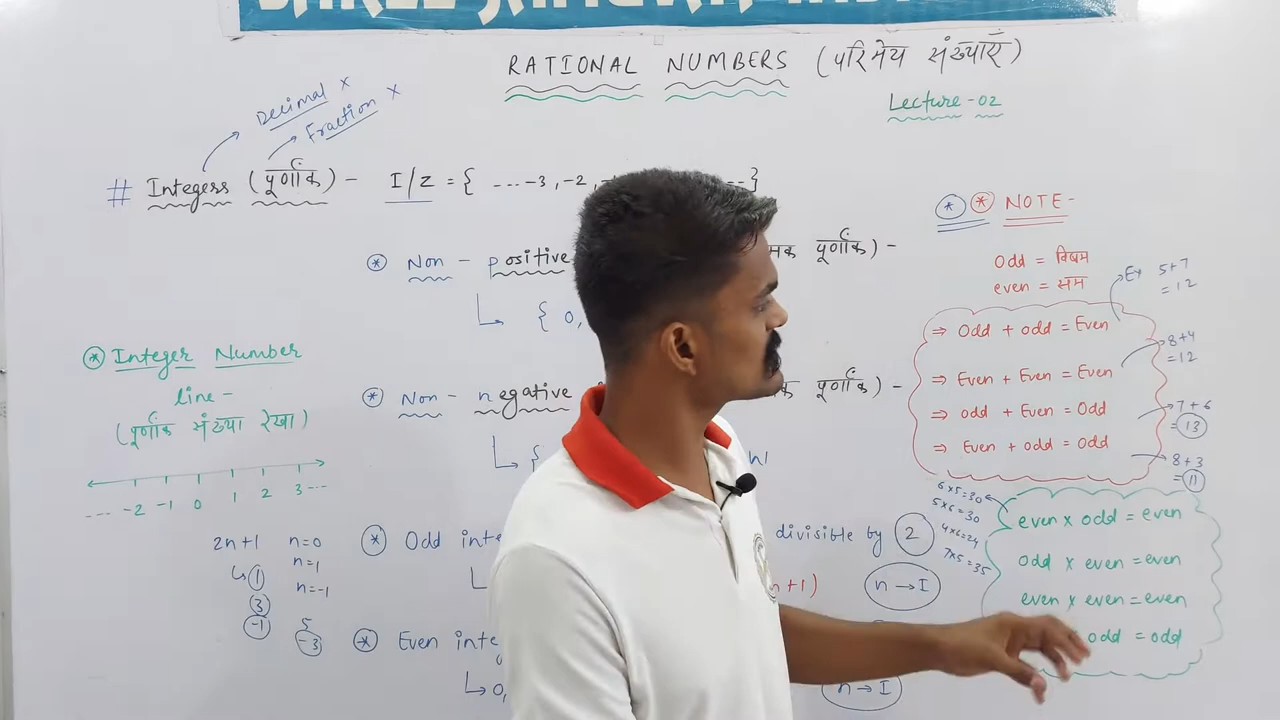 RATIONAL NUMBERS (परिमेय संख्याएँ)
Lecture-02
Decimal ×
Fraction ×
# Integers (पूर्णांक) - I/Z = { ....-3, -2,
* Non - positive
पूर्णांक) -
{ 0,
* Integer Number
line -
(पूर्णांक संख्या रेखा)
.... -2 -1 0 1 2 3 ...
* Non - negative
पूर्णांक) -
2n+1 n=0
1 n=1
3 n=-1
-1 5
-3
* Odd inte
divisible by 2
n+1) n→I
* Even inte
0,
n→I
* * NOTE-
Odd = विषम
even = सम
⇒ Odd + odd = Even
Ex 5+7
=12
⇒ Even + Even = Even
8+4
=12
⇒ odd + Even = Odd
7+6
=13
⇒ Even + odd = Odd
8+3
=11
6×5=30
5×6=30
4×6=24
7×5=35
even × odd = even
Odd × even = even
even × even = even
odd = odd